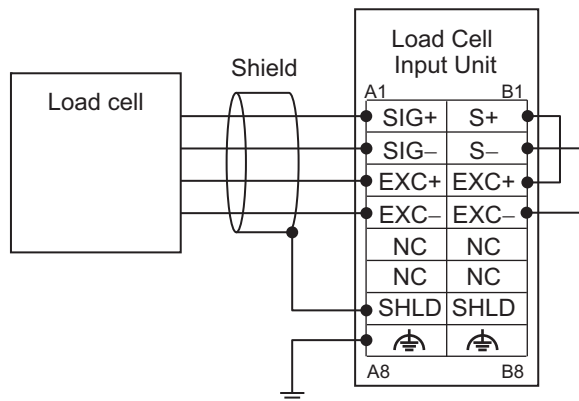 Load Cell
Input Unit
Shield
Load cell
A1 B1
SIG+ S+
SIG− S−
EXC+ EXC+
EXC− EXC−
NC NC
NC NC
SHLD SHLD
A8 B8